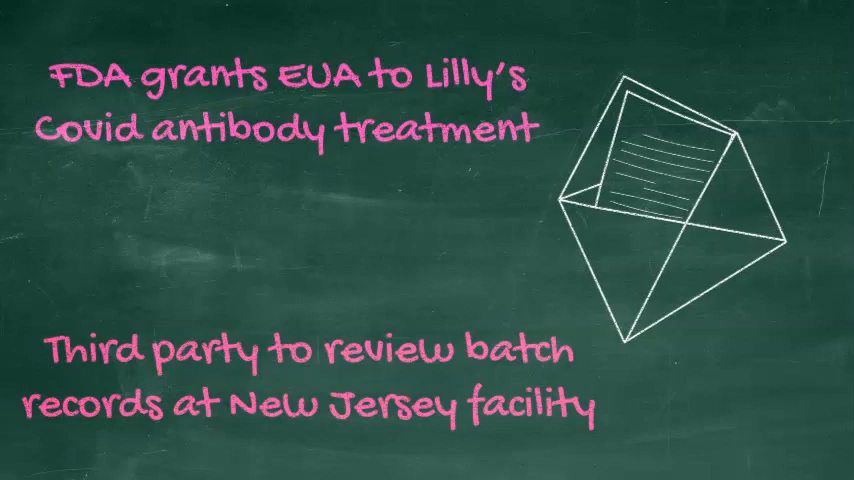 FDA grants EUA to Lilly's
Covid antibody treatment
Third party to review batch
records at New Jersey facility